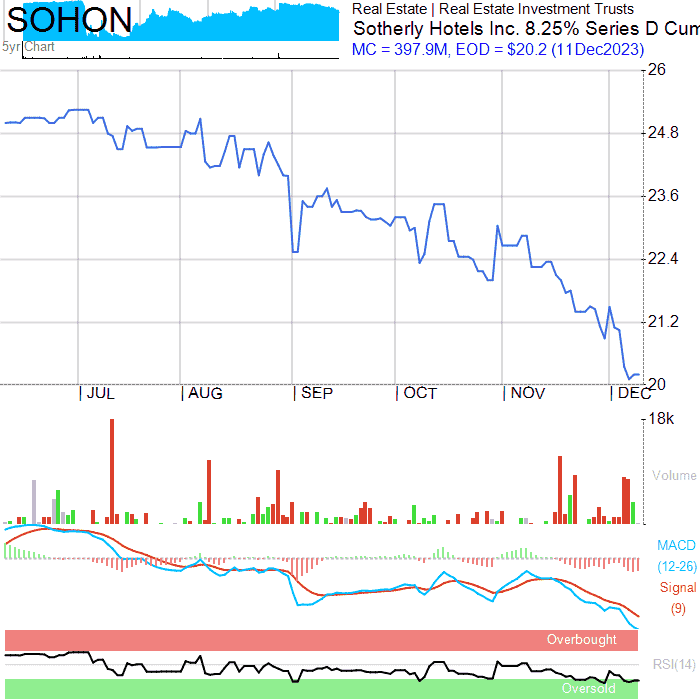 SOHON
Real Estate | Real Estate Investment Trusts
Sotherly Hotels Inc. 8.25% Series D Cum
MC = 397.9M, EOD = $20.2 (11Dec2023)
5yr Chart
26
24.8
23.6
22.4
21.2
20
JUL
AUG
SEP
OCT
NOV
DEC
18k
Volume
MACD
(12-26)
Signal
(9)
Overbought
RSI(14)
Oversold